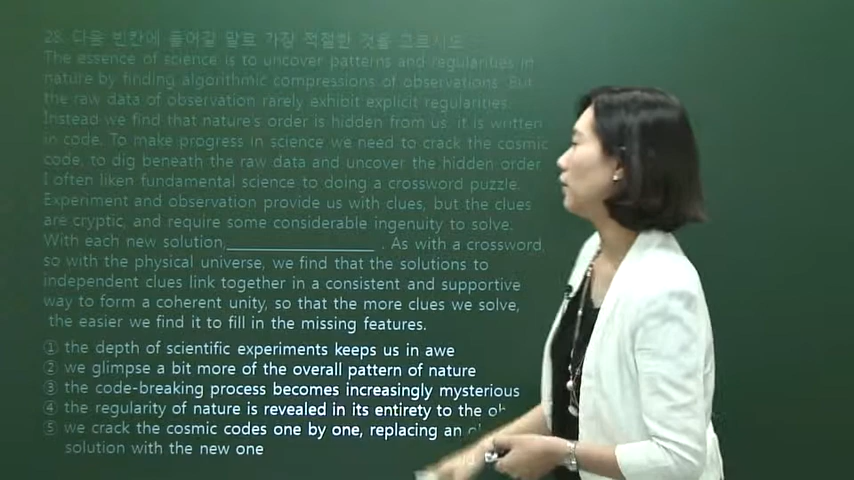 28. 다음 빈칸에 들어갈 말로 가장 적절한 것을 고르시오.
The essence of science is to uncover patterns and regularities in
nature by finding algorithmic compressions of observations. But
the raw data of observation rarely exhibit explicit regularities.
Instead we find that nature's order is hidden from us, it is written
in code. To make progress in science we need to crack the cosmic
code, to dig beneath the raw data and uncover the hidden order.
I often liken fundamental science to doing a crossword puzzle.
Experiment and observation provide us with clues, but the clues
are cryptic, and require some considerable ingenuity to solve.
With each new solution, ____________________ . As with a crossword,
so with the physical universe, we find that the solutions to
independent clues link together in a consistent and supportive
way to form a coherent unity, so that the more clues we solve,
the easier we find it to fill in the missing features.
① the depth of scientific experiments keeps us in awe
② we glimpse a bit more of the overall pattern of nature
③ the code-breaking process becomes increasingly mysterious
④ the regularity of nature is revealed in its entirety to the
⑤ we crack the cosmic codes one by one, replacing an
solution with the new one